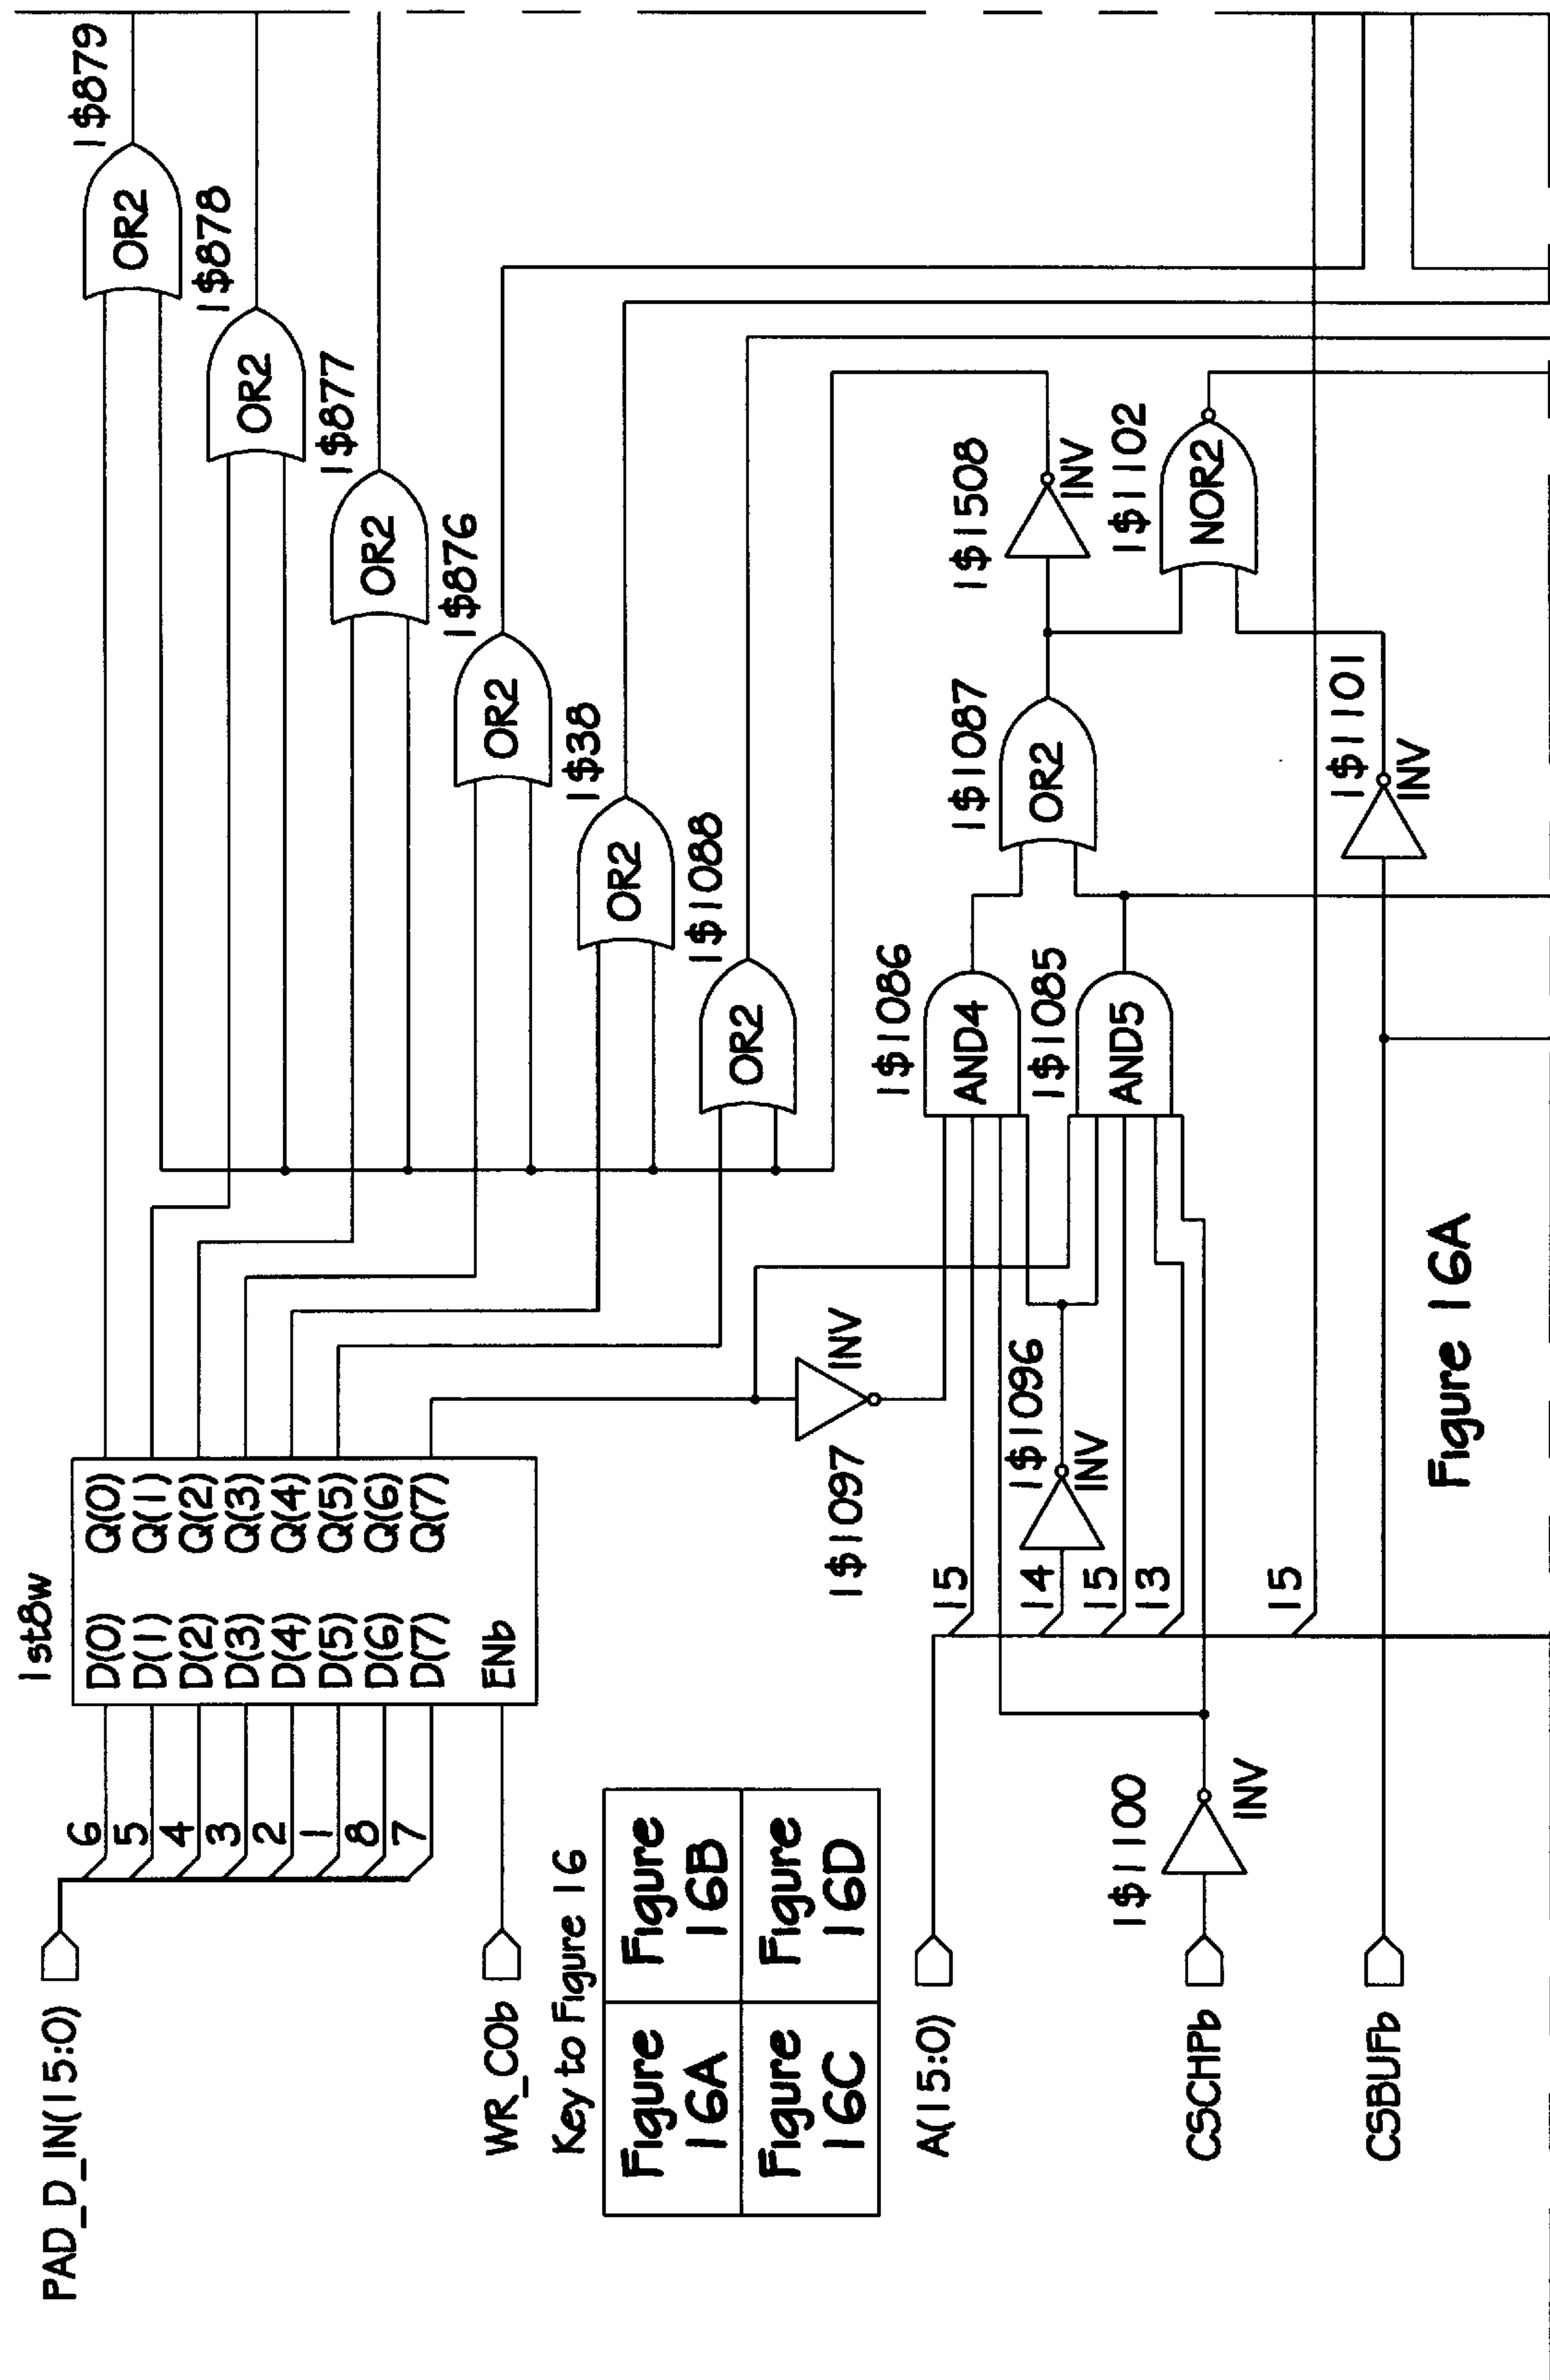 PAD_D_IN(15:0)
6
5
4
3
2
1
8
7
1st8w
D(0) Q(0)
D(1) Q(1)
D(2) Q(2)
D(3) Q(3)
D(4) Q(4)
D(5) Q(5)
D(6) Q(6)
D(7) Q(7)
ENb
WR_COb
1$879
OR2
1$878
OR2
1$877
OR2
1$876
OR2
1$38
OR2
1$1088
OR2
Key to Figure 16
Figure 16A
Figure 16B
Figure 16C
Figure 16D
1$1097
INV
A(15:0)
15
14
15
13
15
1$1096
INV
1$1086
AND4
1$1085
AND5
1$1087
OR2
1$1508
INV
1$1102
NOR2
CSCHPb
1$1100
INV
CSBUFb
1$1101
INV
Figure 16A